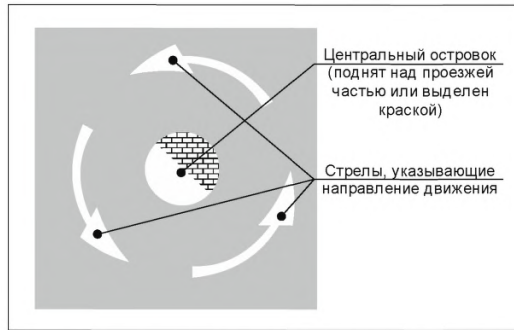 Центральный островок
(поднят над проезжей
частью или выделен
краской)
Стрелы, указывающие
направление движения